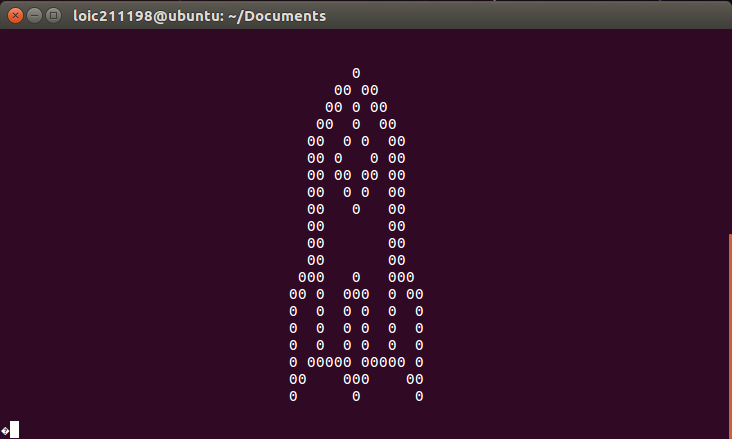 loic211198@ubuntu: ~/Documents
       0
     00 00
    00 0 00
   00  0  00
  00  0 0  00
  00 0   0 00
  00 00 00 00
  00  0 0  00
  00   0   00
  00       00
  00       00
  00       00
 000   0   000
00 0  000  0 00
0  0  0 0  0  0
0  0  0 0  0  0
0  0  0 0  0  0
0 00000 00000 0
00    000    00
0      0      0
�